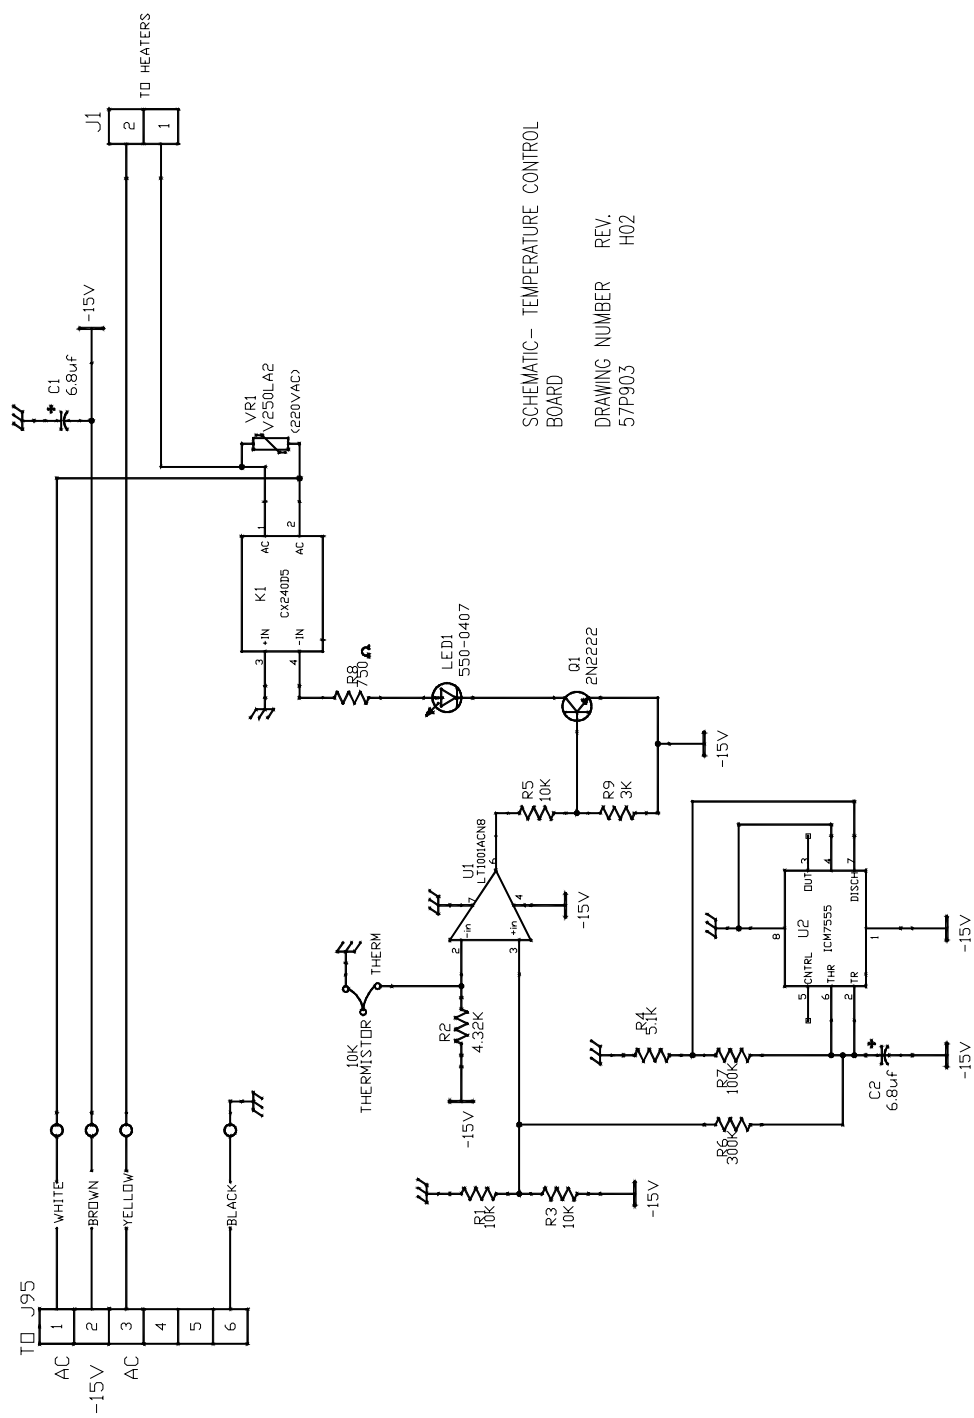 TO J95
AC
-15V
AC
1
2
3
4
5
6
WHITE
BROWN
YELLOW
BLACK
C1
6.8uf
-15V
J1
2
1
TO HEATERS
VR1
V250LA2
(220VAC)
K1
CX240D5
3
+IN
4
-IN
AC
1
AC
2
R8
750Ω
LED1
550-0407
Q1
2N2222
-15V
R5
10K
R9
3K
10K
THERMISTOR
THERM
R2
4.32K
-15V
U1
LT1001ACN8
2
-in
3
+in
7
4
6
-15V
R1
10K
R3
10K
-15V
R6
300K
R4
5.1K
R7
100K
C2
6.8uf
-15V
U2
ICM7555
5
CNTRL
6
THR
2
TR
8
1
OUT
3
4
DISCH
7
-15V
SCHEMATIC- TEMPERATURE CONTROL
BOARD
DRAWING NUMBER REV.
57P903 H02